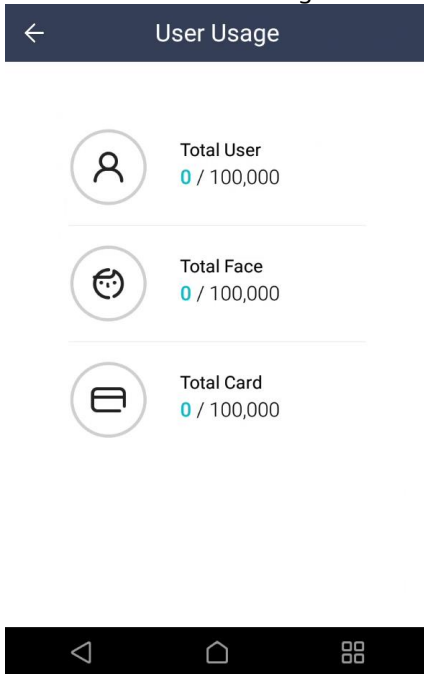 User Usage
Total User
0 / 100,000
Total Face
0 / 100,000
Total Card
0 / 100,000